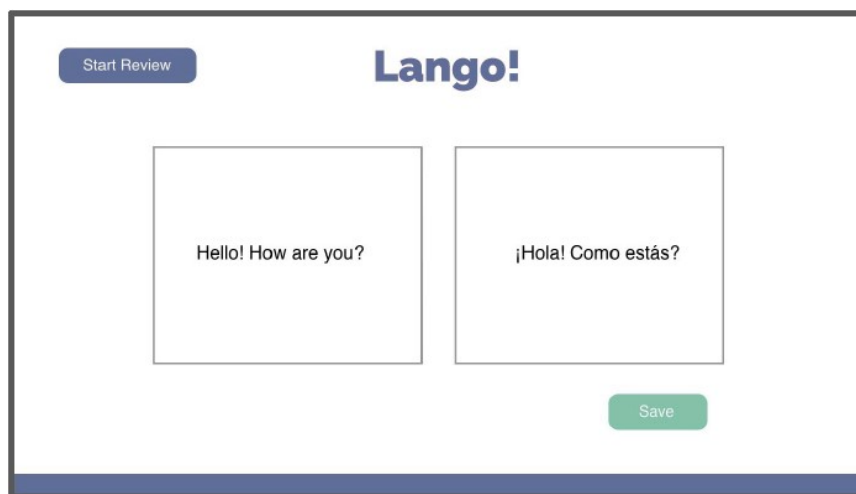 Start Review
Lango!
Hello! How are you?
¡Hola! Como estás?
Save